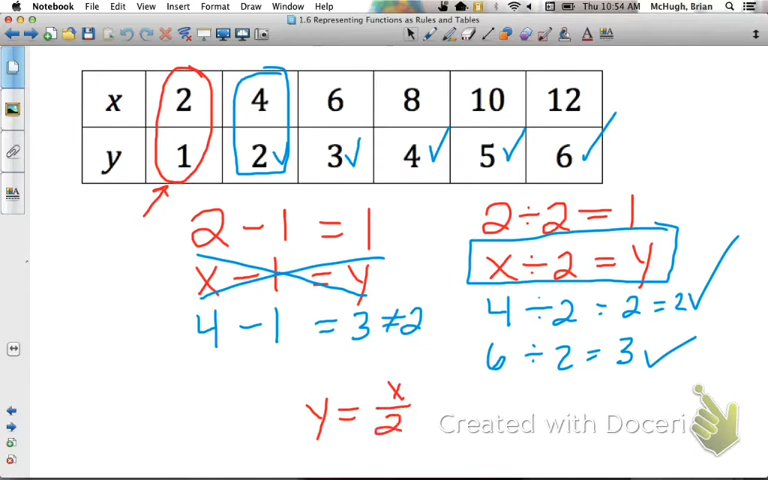 Notebook File Edit View Insert Format Tools Add-ons Window Help Thu 10:54 AM McHugh, Brian
1.6 Representing Functions as Rules and Tables
x 2 4 6 8 10 12
y 1 2✓ 3✓ 4✓ 5✓ 6✓
2 - 1 = 1
x - 1 = y
4 - 1 = 3 ≠ 2
2 ÷ 2 = 1
x ÷ 2 = y
4 ÷ 2 = 2 = 2✓
6 ÷ 2 = 3✓
y = x/2
Created with Doceri